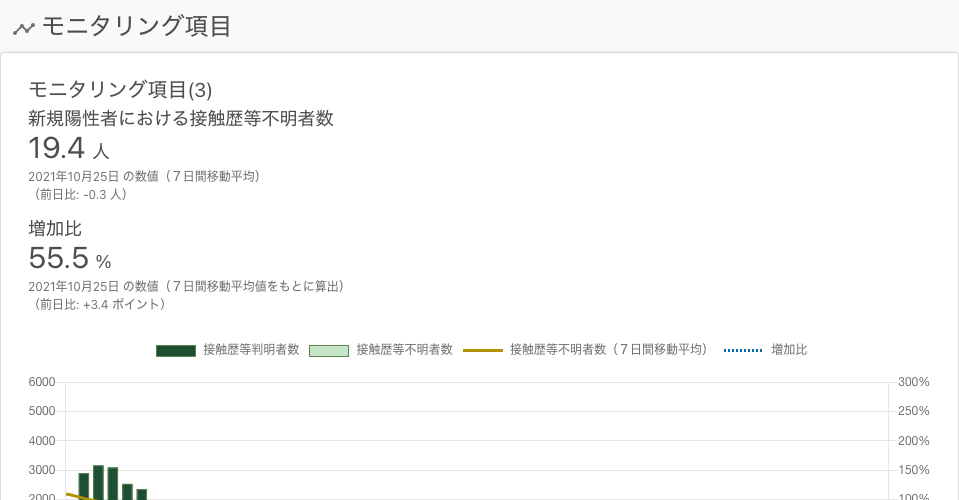 モニタリング項目
モニタリング項目(3)
新規陽性者における接触歴等不明者数
19.4 人
2021年10月25日 の数値（７日間移動平均）
（前日比: -0.3 人）
増加比
55.5 %
2021年10月25日 の数値（７日間移動平均値をもとに算出）
（前日比: +3.4 ポイント）
接触歴等判明者数 接触歴等不明者数 接触歴等不明者数（７日間移動平均） 増加比
6000 300%
5000 250%
4000 200%
3000 150%
2000 100%